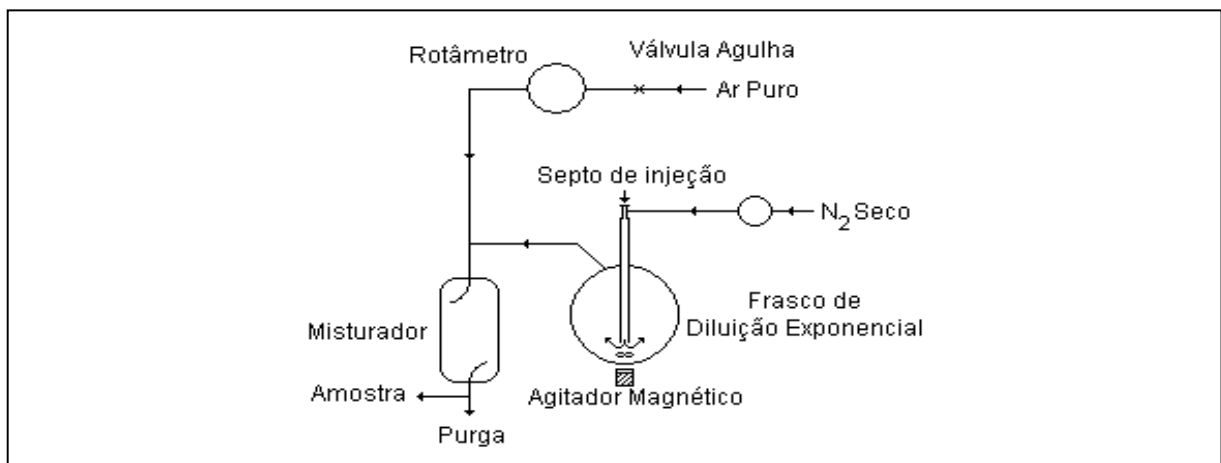 Válvula Agulha
Rotâmetro
Ar Puro
Septo de injeção
N2 Seco
Frasco de
Diluição Exponencial
Misturador
Amostra
Agitador Magnético
Purga